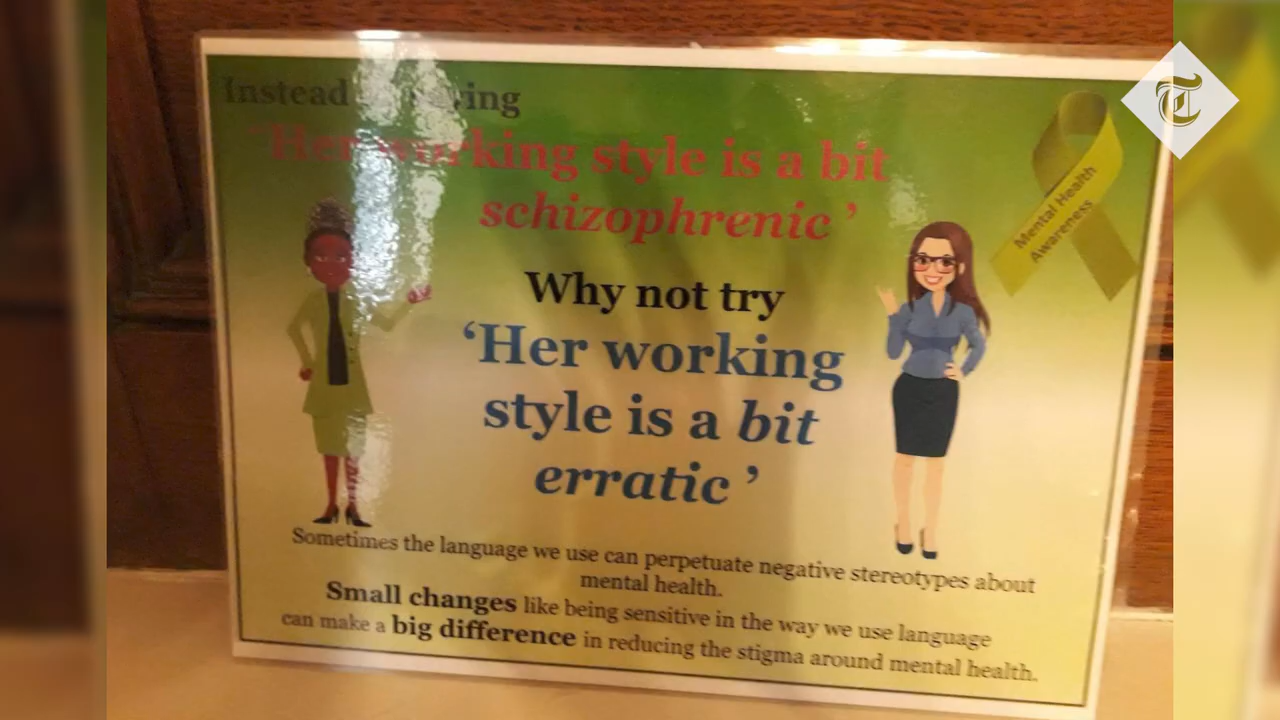 Instead saying
‘Her working style is a bit
schizophrenic ’
Why not try
‘Her working
style is a bit
erratic ’
Sometimes the language we use can perpetuate negative stereotypes about
mental health.
Small changes like being sensitive in the way we use language
can make a big difference in reducing the stigma around mental health.
Mental Health
Awareness
T